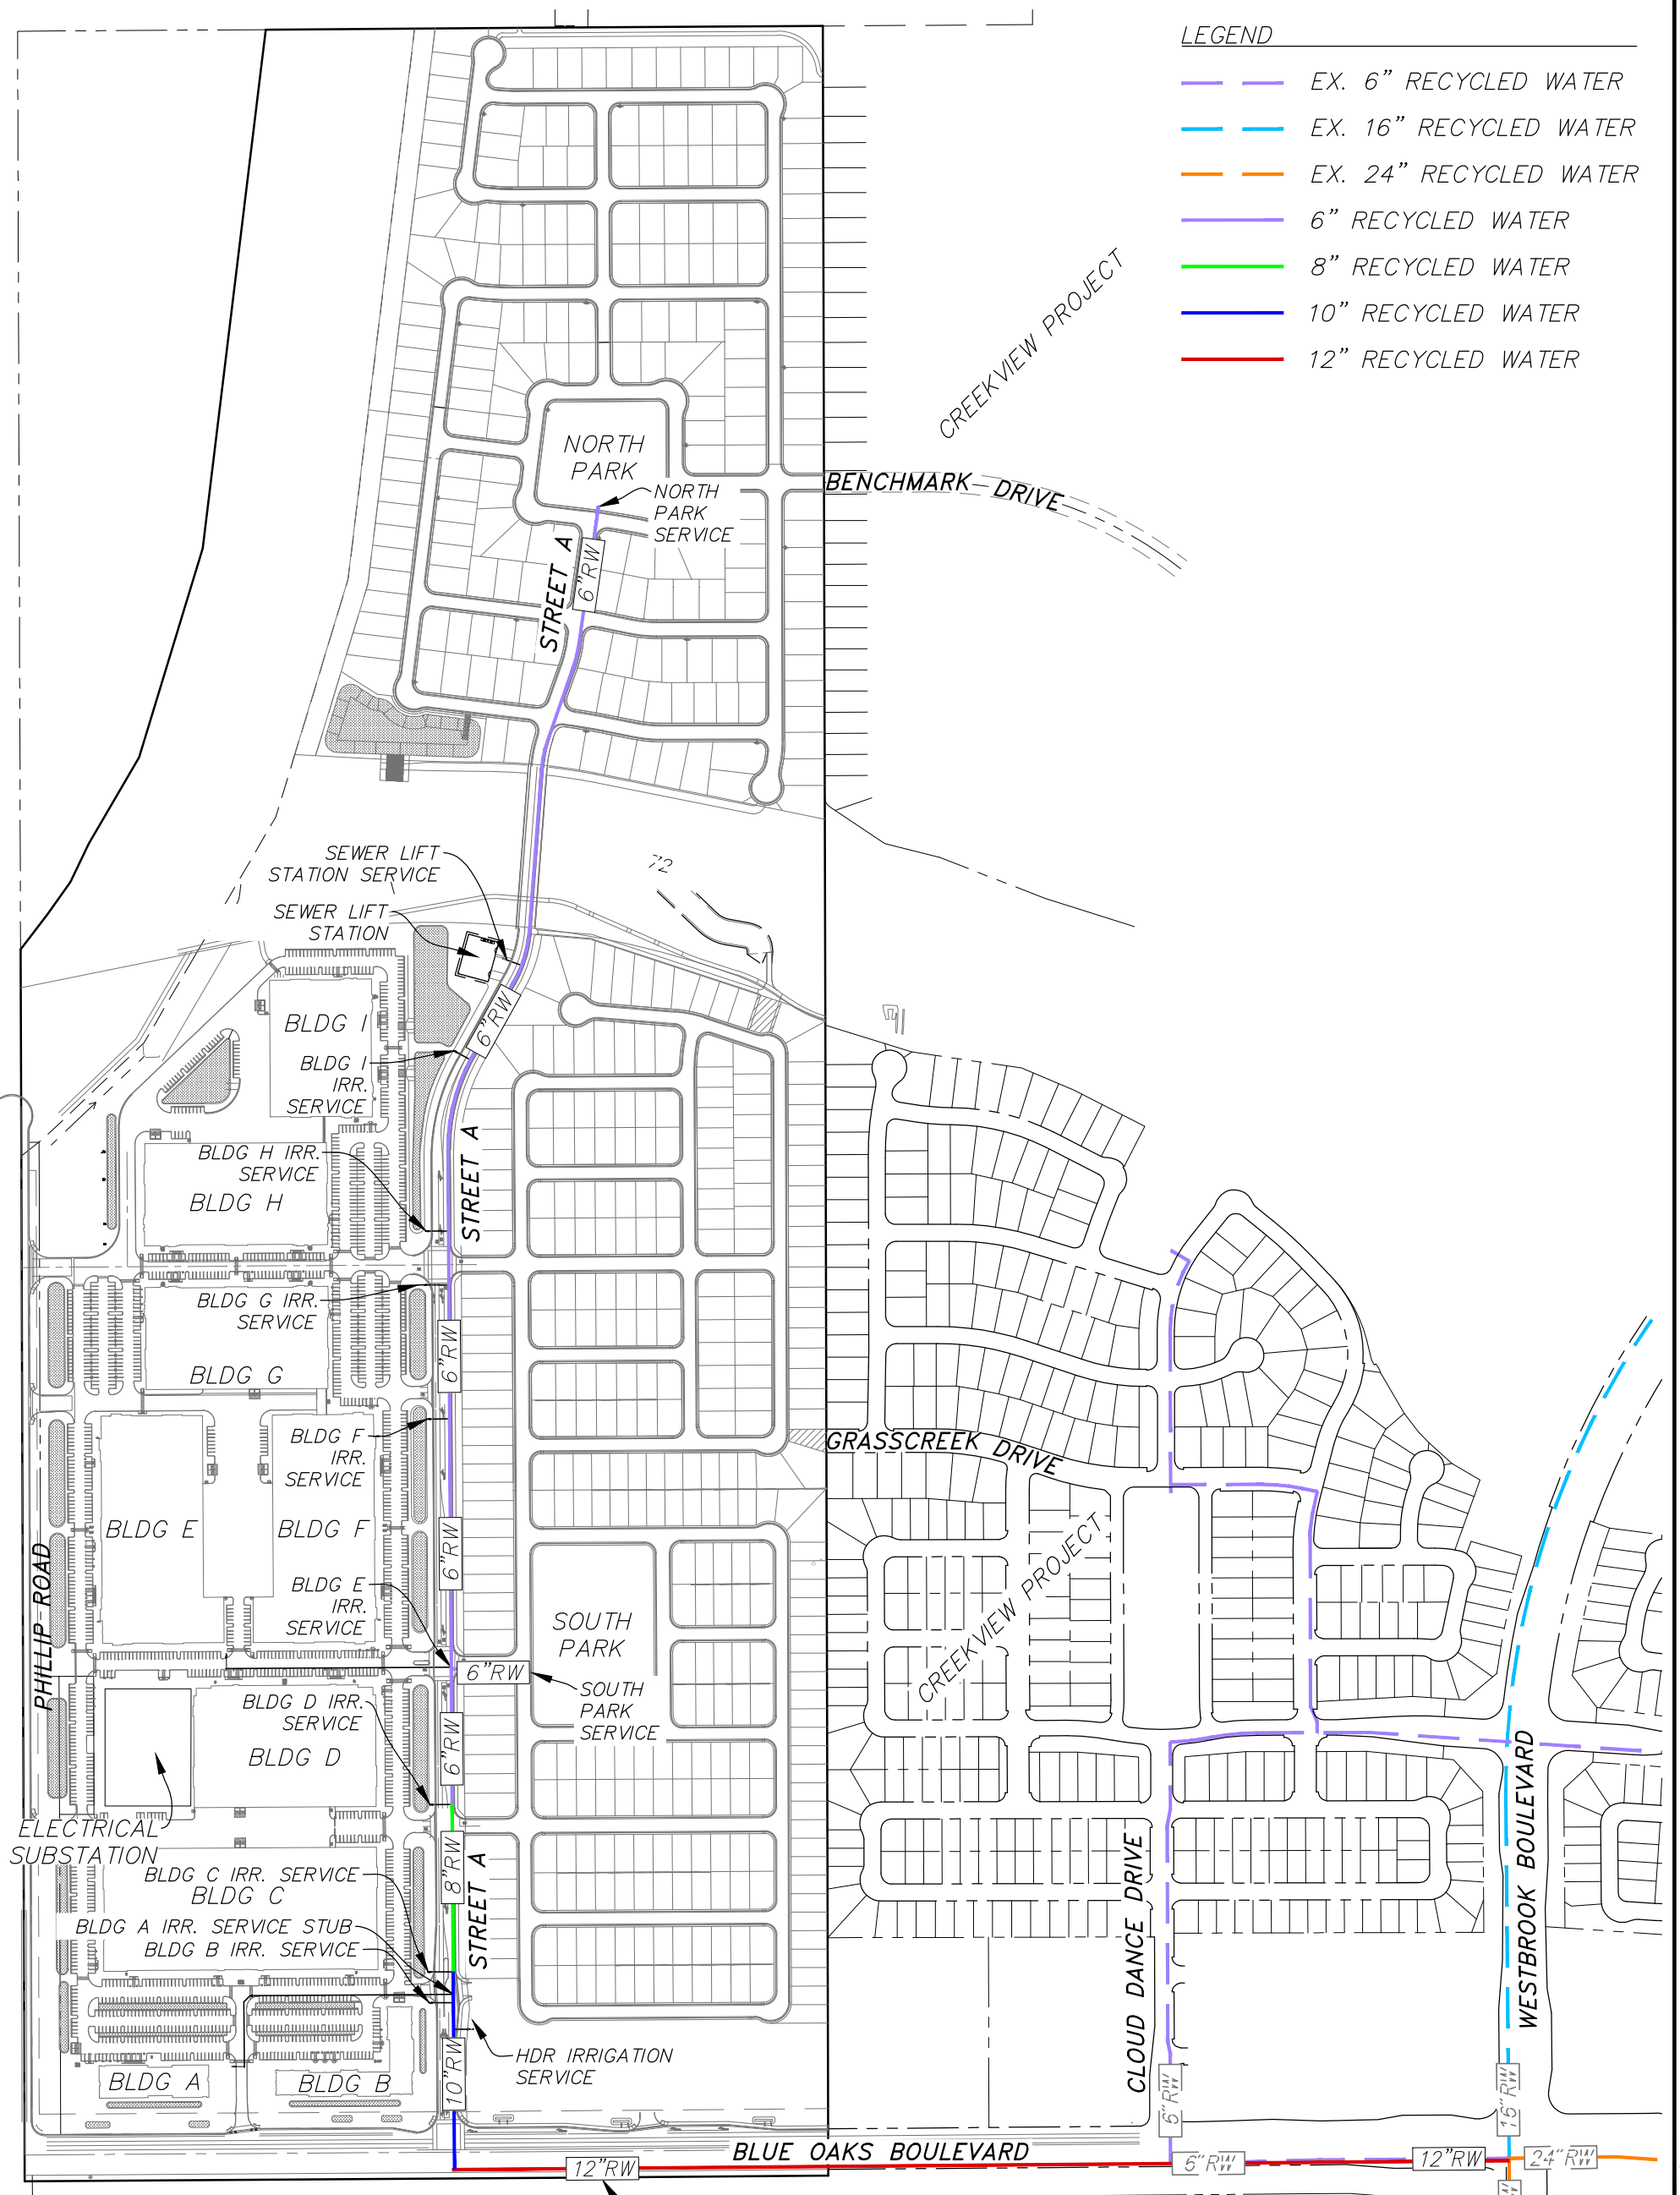 LEGEND
EX. 6" RECYCLED WATER
EX. 16" RECYCLED WATER
EX. 24" RECYCLED WATER
6" RECYCLED WATER
8" RECYCLED WATER
10" RECYCLED WATER
12" RECYCLED WATER
CREEKVIEW PROJECT
NORTH
PARK
NORTH
PARK
SERVICE
BENCHMARK DRIVE
STREET A
6"RW
SEWER LIFT
STATION SERVICE
SEWER LIFT
STATION
72
6"RW
BLDG I
BLDG I
IRR.
SERVICE
BLDG H IRR.
SERVICE
BLDG H
STREET A
BLDG G IRR.
SERVICE
BLDG G
6"RW
BLDG F
IRR.
SERVICE
GRASSCREEK DRIVE
BLDG E
BLDG F
6"RW
PHILLIP ROAD
BLDG E
IRR.
SERVICE
SOUTH
PARK
CREEKVIEW PROJECT
6"RW
SOUTH
PARK
SERVICE
BLDG D IRR.
SERVICE
BLDG D
6"RW
ELECTRICAL
SUBSTATION
BLDG C IRR. SERVICE
BLDG C
8"RW
STREET A
BLDG A IRR. SERVICE STUB
BLDG B IRR. SERVICE
CLOUD DANCE DRIVE
WESTBROOK BOULEVARD
HDR IRRIGATION
SERVICE
BLDG A
BLDG B
10"RW
6"RW
16"RW
BLUE OAKS BOULEVARD
12"RW
6"RW
12"RW
24"RW